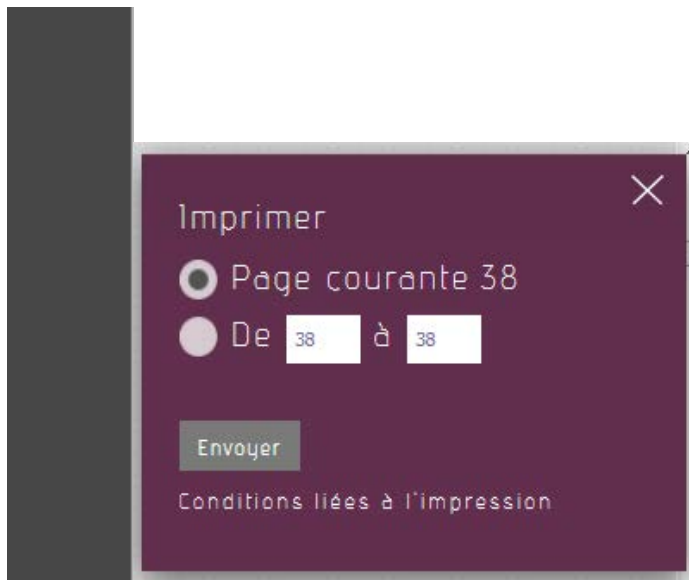 Imprimer
Page courante 38
De 38 à 38
Envoyer
Conditions liées à l'impression